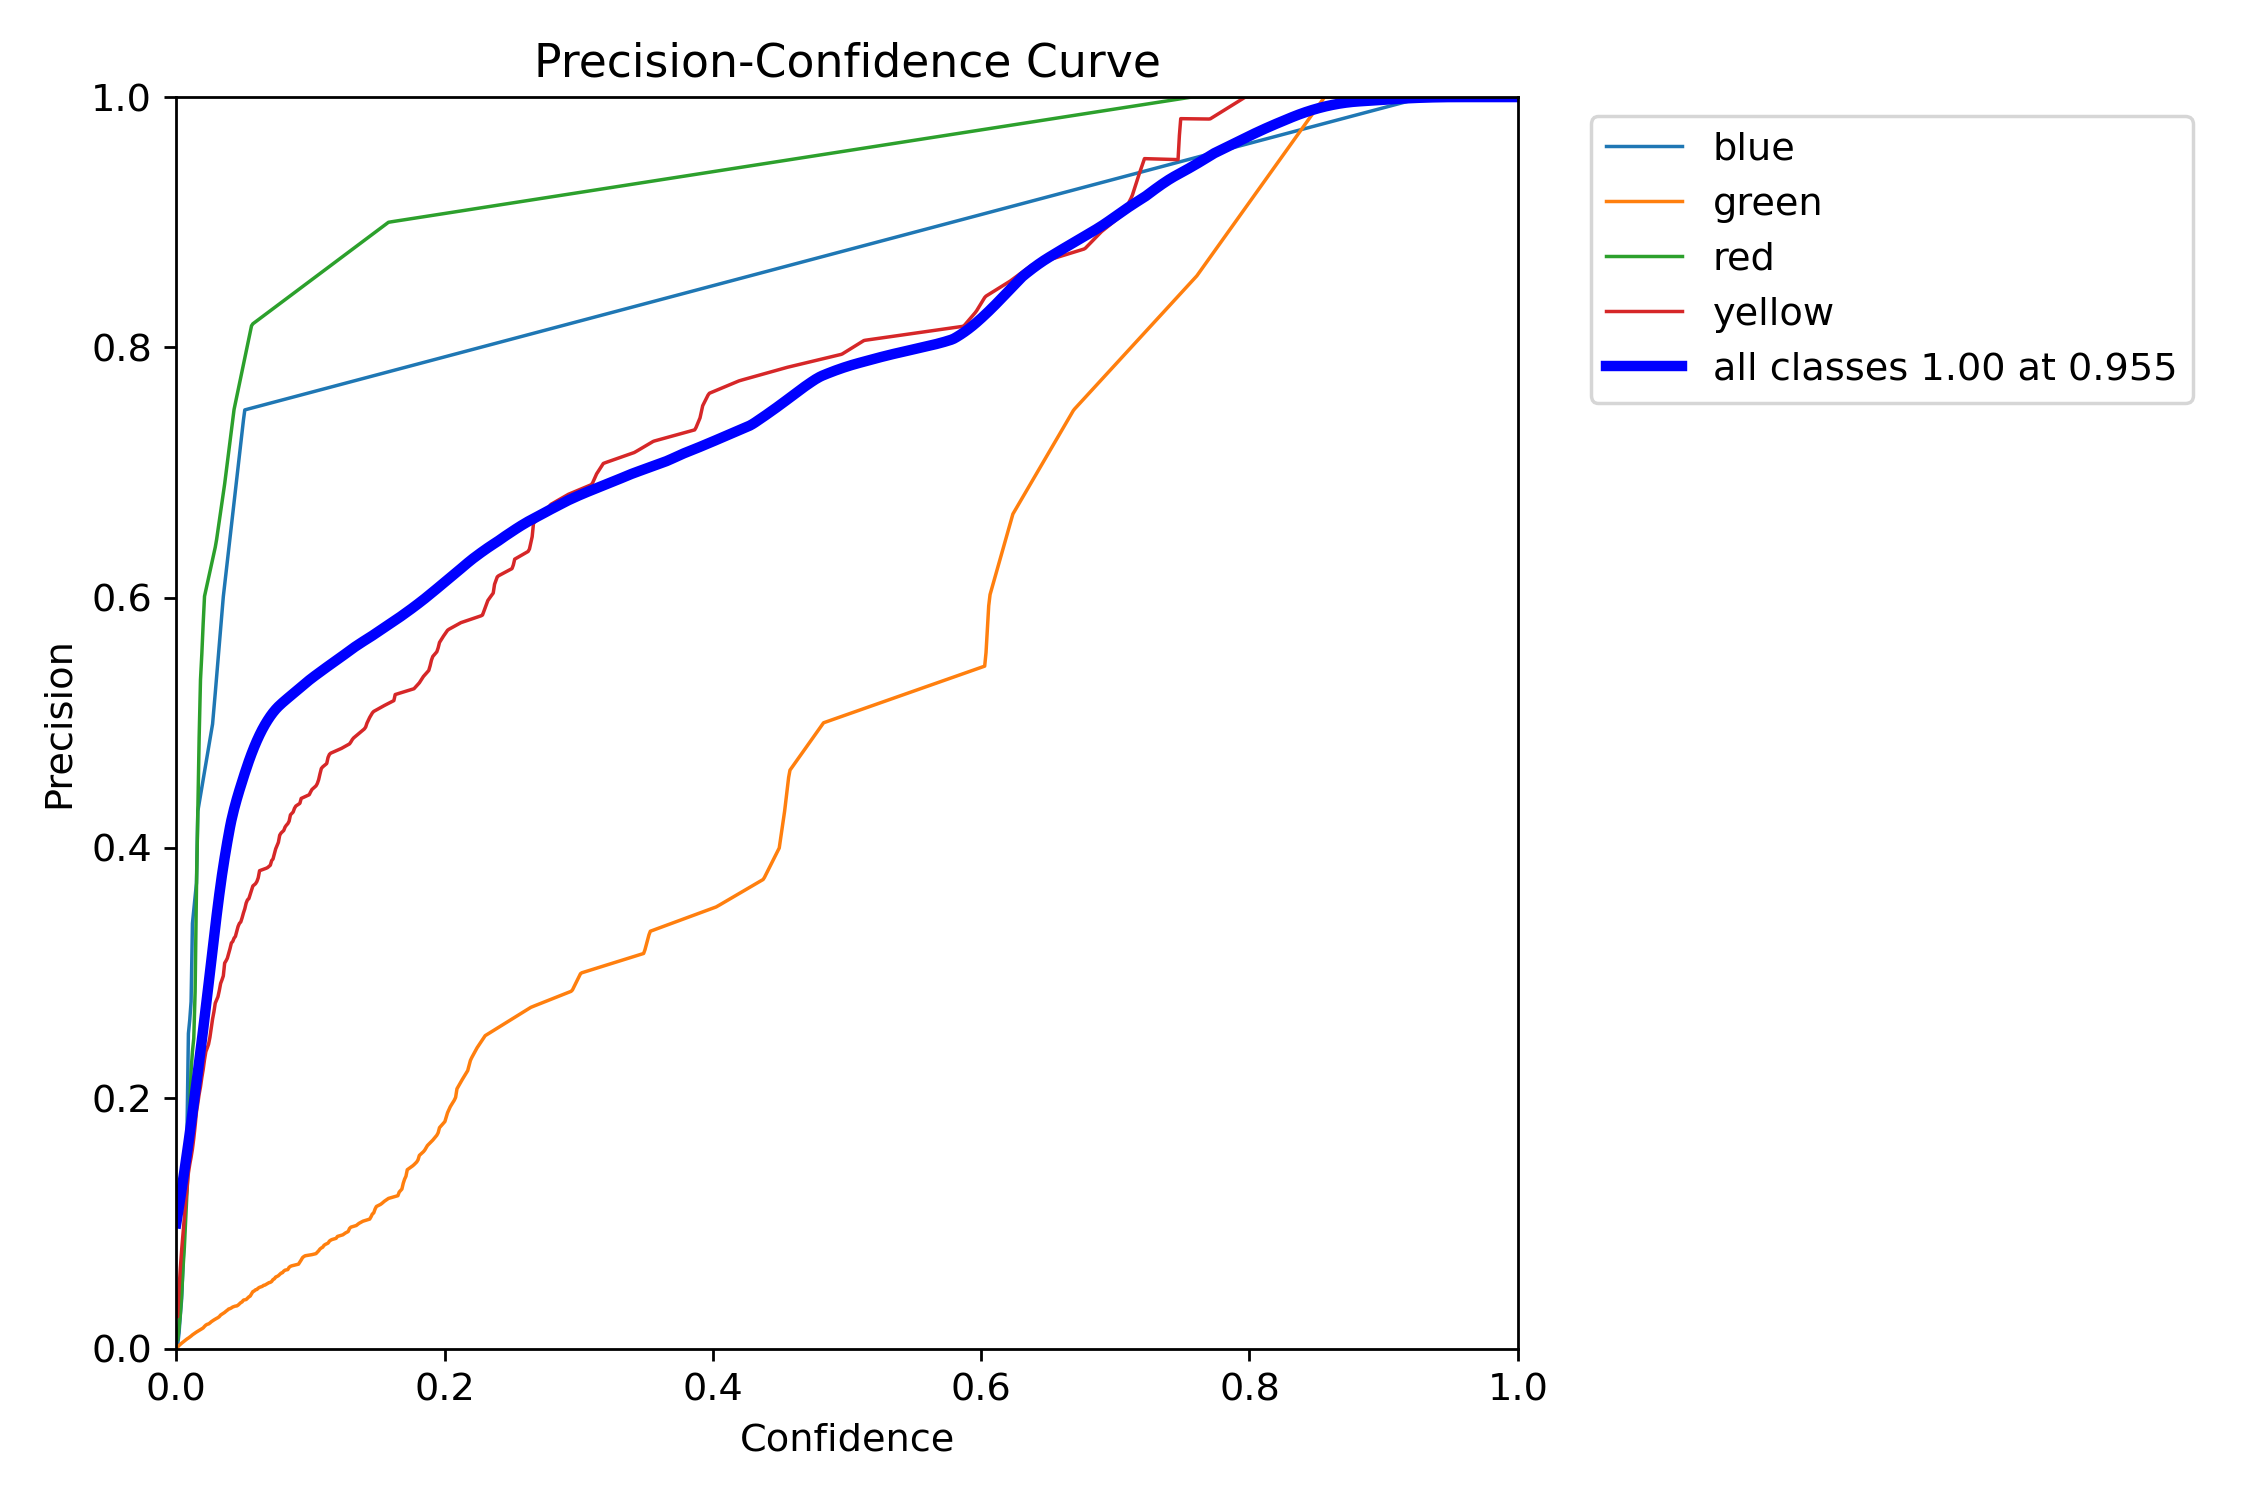 Precision-Confidence Curve
1.0
0.8
0.6
0.4
0.2
0.0
Precision
0.0 0.2 0.4 0.6 0.8 1.0
Confidence
blue
green
red
yellow
all classes 1.00 at 0.955